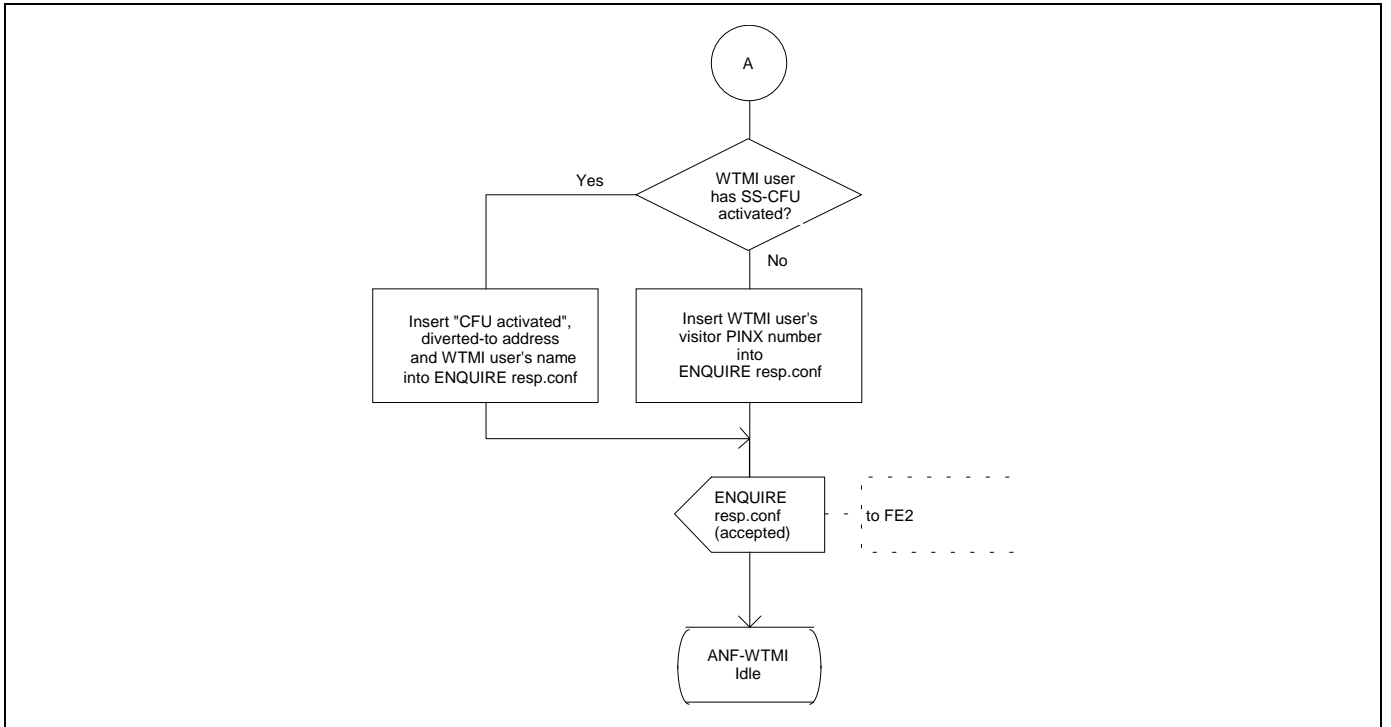 A
WTMI user
has SS-CFU
activated?
Yes
No
Insert "CFU activated",
diverted-to address
and WTMI user's name
into ENQUIRE resp.conf
Insert WTMI user's
visitor PINX number
into
ENQUIRE resp.conf
ENQUIRE
resp.conf
(accepted)
to FE2
ANF-WTMI
Idle